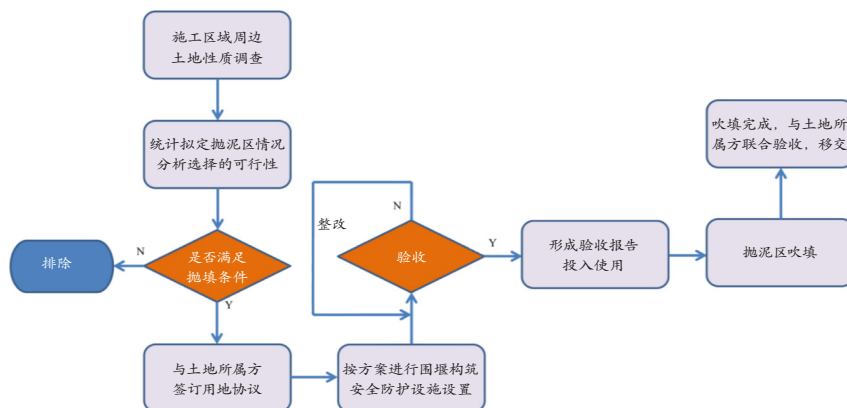 施工区域周边
土地性质调查
统计拟定抛泥区情况
分析选择的可行性
是否满足
抛填条件
N
排除
Y
与土地所属方
签订用地协议
按方案进行围堰构筑
安全防护设施设置
验收
N
整改
Y
形成验收报告
投入使用
抛泥区吹填
吹填完成，与土地所
属方联合验收，移交